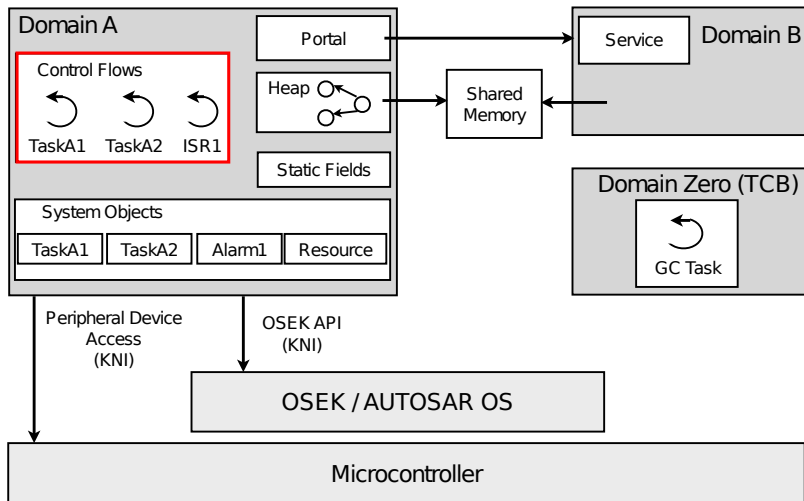 Domain A
Portal
Service
Domain B
Control Flows
TaskA1
TaskA2
ISR1
Heap
Shared
Memory
Static Fields
Domain Zero (TCB)
GC Task
System Objects
TaskA1
TaskA2
Alarm1
Resource
Peripheral Device
Access
(KNI)
OSEK API
(KNI)
OSEK / AUTOSAR OS
Microcontroller